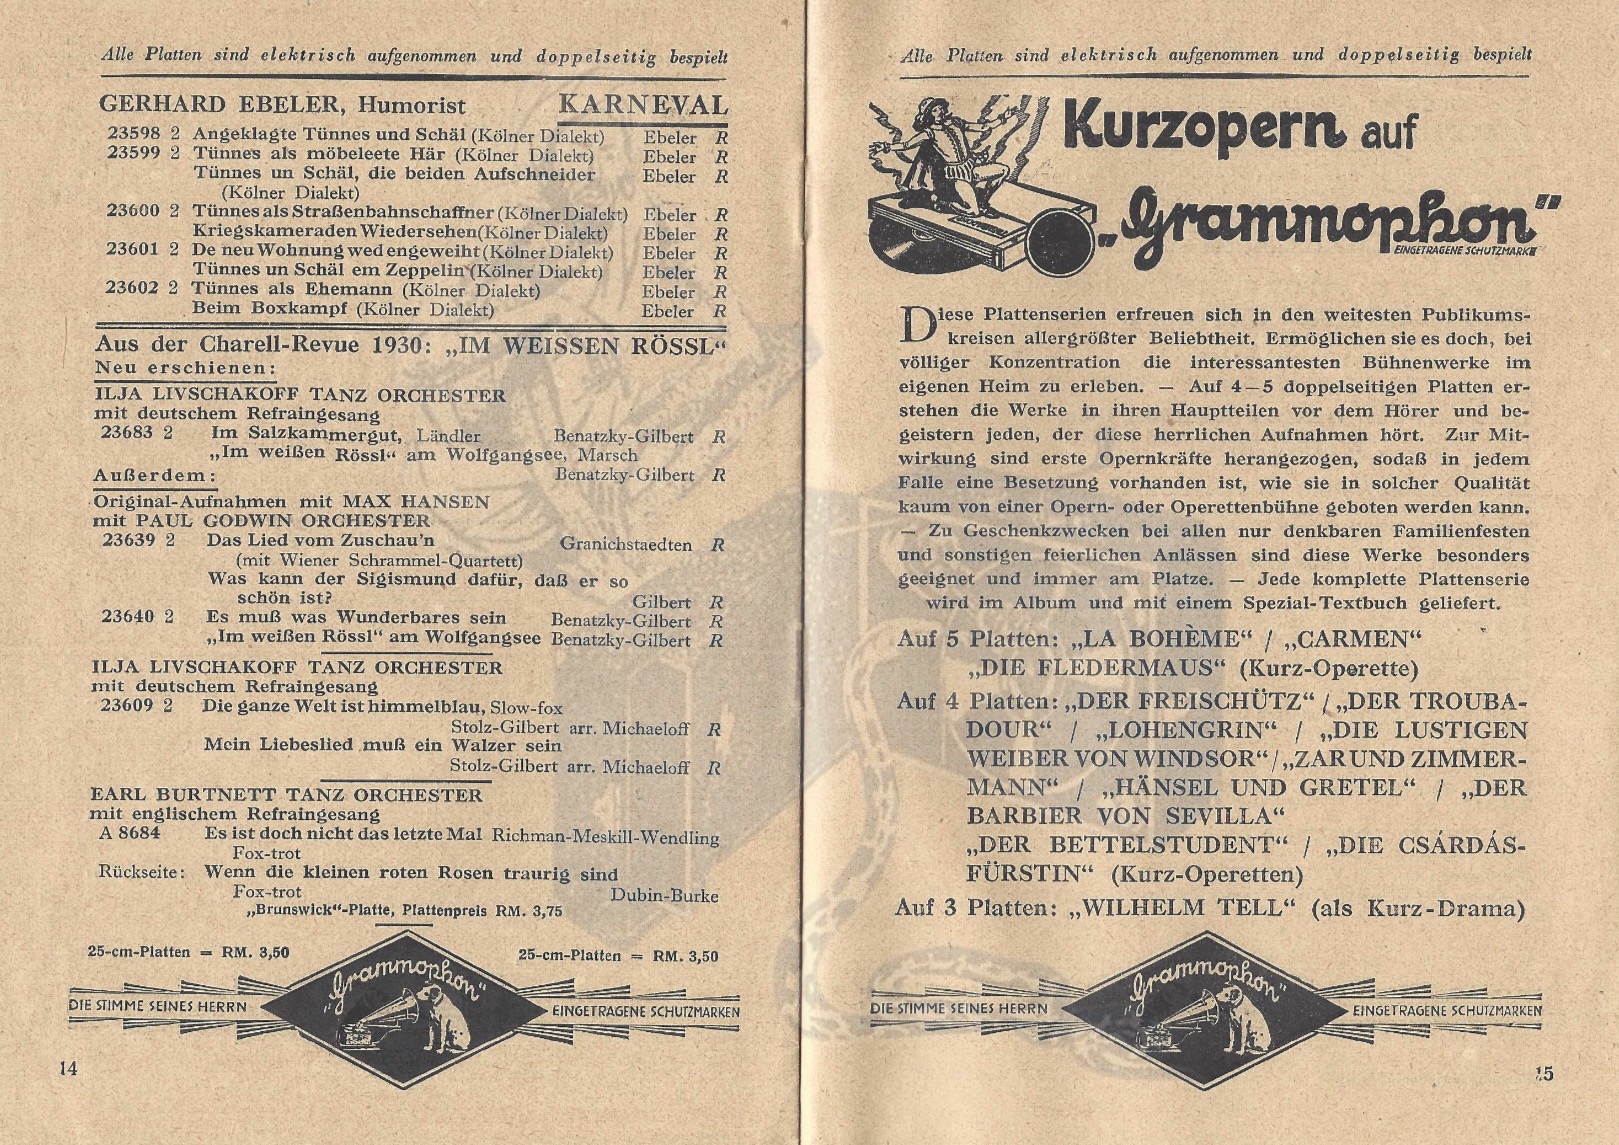 Alle Platten sind elektrisch aufgenommen und doppelseitig bespielt
GERHARD EBELER, Humorist KARNEVAL
23598 2 Angeklagte Tünnes und Schäl (Kölner Dialekt) Ebeler R
23599 2 Tünnes als möbeleete Här (Kölner Dialekt) Ebeler R
Tünnes un Schäl, die beiden Aufschneider Ebeler R
(Kölner Dialekt)
23600 2 Tünnes als Straßenbahnschaffner (Kölner Dialekt) Ebeler R
Kriegskameraden Wiedersehen (Kölner Dialekt) Ebeler R
23601 2 De neu Wohnung wed engeweiht (Kölner Dialekt) Ebeler R
Tünnes un Schäl em Zeppelin (Kölner Dialekt) Ebeler R
23602 2 Tünnes als Ehemann (Kölner Dialekt) Ebeler R
Beim Boxkampf (Kölner Dialekt) Ebeler R
Aus der Charell-Revue 1930: „IM WEISSEN RÖSSL“
Neu erschienen:
ILJA LIVSCHAKOFF TANZ ORCHESTER
mit deutschem Refraingesang
23683 2 Im Salzkammergut, Ländler Benatzky-Gilbert R
„Im weißen Rössl“ am Wolfgangsee, Marsch
Außerdem: Benatzky-Gilbert R
Original-Aufnahmen mit MAX HANSEN
mit PAUL GODWIN ORCHESTER
23639 2 Das Lied vom Zuschau'n Granichstaedten R
(mit Wiener Schrammel-Quartett)
Was kann der Sigismund dafür, daß er so
schön ist? Gilbert R
23640 2 Es muß was Wunderbares sein Benatzky-Gilbert R
„Im weißen Rössl“ am Wolfgangsee Benatzky-Gilbert R
ILJA LIVSCHAKOFF TANZ ORCHESTER
mit deutschem Refraingesang
23609 2 Die ganze Welt ist himmelblau, Slow-fox
Stolz-Gilbert arr. Michaeloff R
Mein Liebeslied muß ein Walzer sein
Stolz-Gilbert arr. Michaeloff R
EARL BURTNETT TANZ ORCHESTER
mit englischem Refraingesang
A 8684 Es ist doch nicht das letzte Mal Richman-Meskill-Wendling
Fox-trot
Rückseite: Wenn die kleinen roten Rosen traurig sind
Fox-trot Dubin-Burke
„Brunswick“-Platte, Plattenpreis RM. 3,75
25-cm-Platten = RM. 3,50 25-cm-Platten = RM. 3,50
„Grammophon“
DIE STIMME SEINES HERRN EINGETRAGENE SCHUTZMARKEN
14
Alle Platten sind elektrisch aufgenommen und doppelseitig bespielt
Kurzopern auf
„Grammophon“
EINGETRAGENE SCHUTZMARKE
Diese Plattenserien erfreuen sich in den weitesten Publikums-
kreisen allergrößter Beliebtheit. Ermöglichen sie es doch, bei
völliger Konzentration die interessantesten Bühnenwerke im
eigenen Heim zu erleben. — Auf 4—5 doppelseitigen Platten er-
stehen die Werke in ihren Hauptteilen vor dem Hörer und be-
geistern jeden, der diese herrlichen Aufnahmen hört. Zur Mit-
wirkung sind erste Opernkräfte herangezogen, sodaß in jedem
Falle eine Besetzung vorhanden ist, wie sie in solcher Qualität
kaum von einer Opern- oder Operettenbühne geboten werden kann.
— Zu Geschenkzwecken bei allen nur denkbaren Familienfesten
und sonstigen feierlichen Anlässen sind diese Werke besonders
geeignet und immer am Platze. — Jede komplette Plattenserie
wird im Album und mit einem Spezial-Textbuch geliefert.
Auf 5 Platten: „LA BOHÈME“ / „CARMEN“
„DIE FLEDERMAUS“ (Kurz-Operette)
Auf 4 Platten: „DER FREISCHÜTZ“ / „DER TROUBA-
DOUR“ / „LOHENGRIN“ / „DIE LUSTIGEN
WEIBER VON WINDSOR“ / „ZAR UND ZIMMER-
MANN“ / „HÄNSEL UND GRETEL“ / „DER
BARBIER VON SEVILLA“
„DER BETTELSTUDENT“ / „DIE CSÁRDÁS-
FÜRSTIN“ (Kurz-Operetten)
Auf 3 Platten: „WILHELM TELL“ (als Kurz-Drama)
„Grammophon“
DIE STIMME SEINES HERRN EINGETRAGENE SCHUTZMARKEN
15